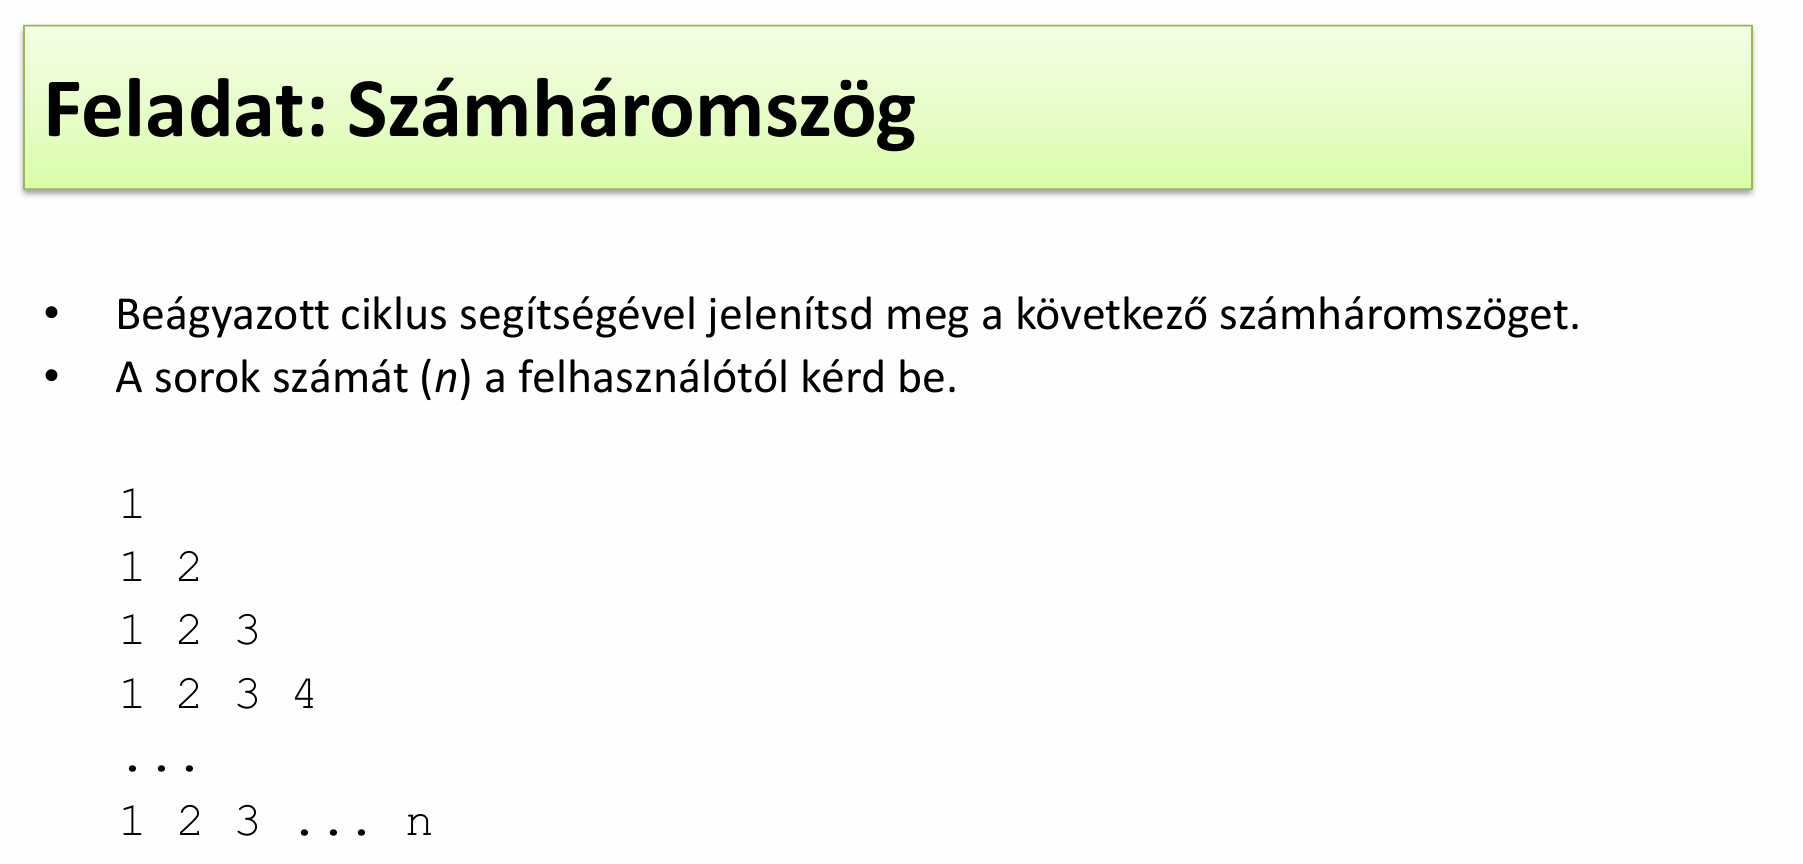 Feladat: Számháromszög
• Beágyazott ciklus segítségével jelenítsd meg a következő számháromszöget.
• A sorok számát (n) a felhasználótól kérd be.
1
1 2
1 2 3
1 2 3 4
...
1 2 3 ... n